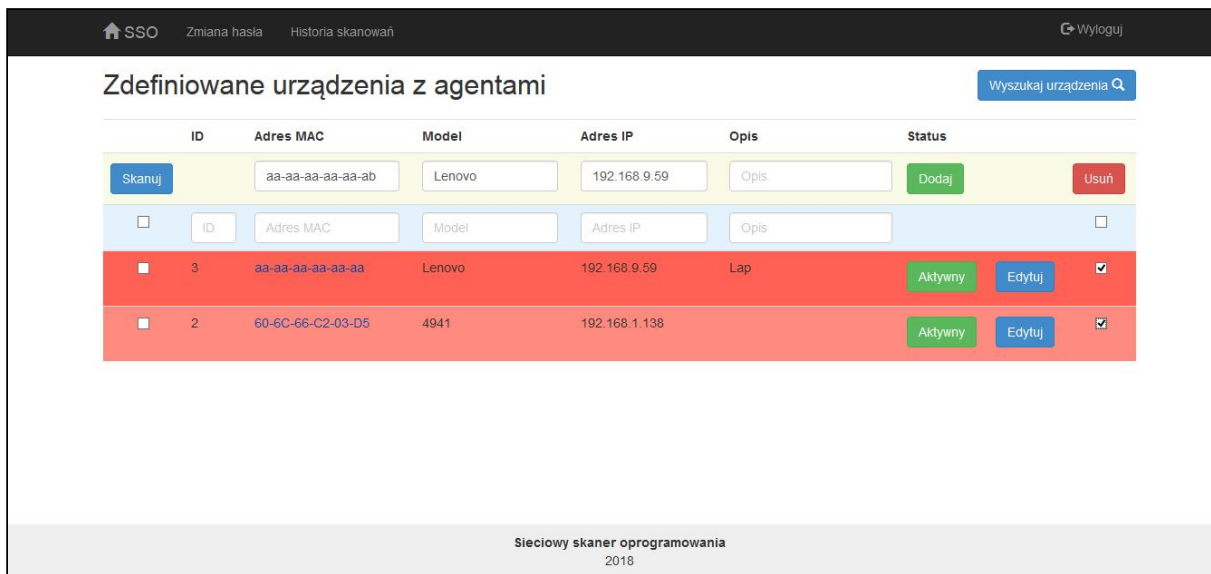 SSO Zmiana hasła Historia skanowań Wyloguj
Zdefiniowane urządzenia z agentami Wyszukaj urządzenia
ID Adres MAC Model Adres IP Opis Status
Skanuj aa-aa-aa-aa-aa-ab Lenovo 192.168.9.59 Opis Dodaj Usuń
ID Adres MAC Model Adres IP Opis
3 aa-aa-aa-aa-aa-aa Lenovo 192.168.9.59 Lap Aktywny Edytuj
2 60-6C-66-C2-03-D5 4941 192.168.1.138 Aktywny Edytuj
Sieciowy skaner oprogramowania
2018